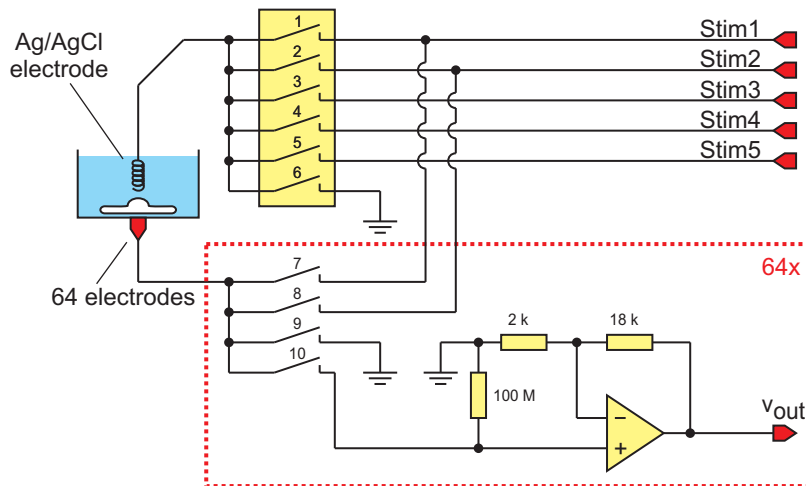 Ag/AgCl
electrode
64 electrodes
1
2
3
4
5
6
Stim1
Stim2
Stim3
Stim4
Stim5
64x
7
8
9
10
2 k
18 k
100 M
−
+
vout